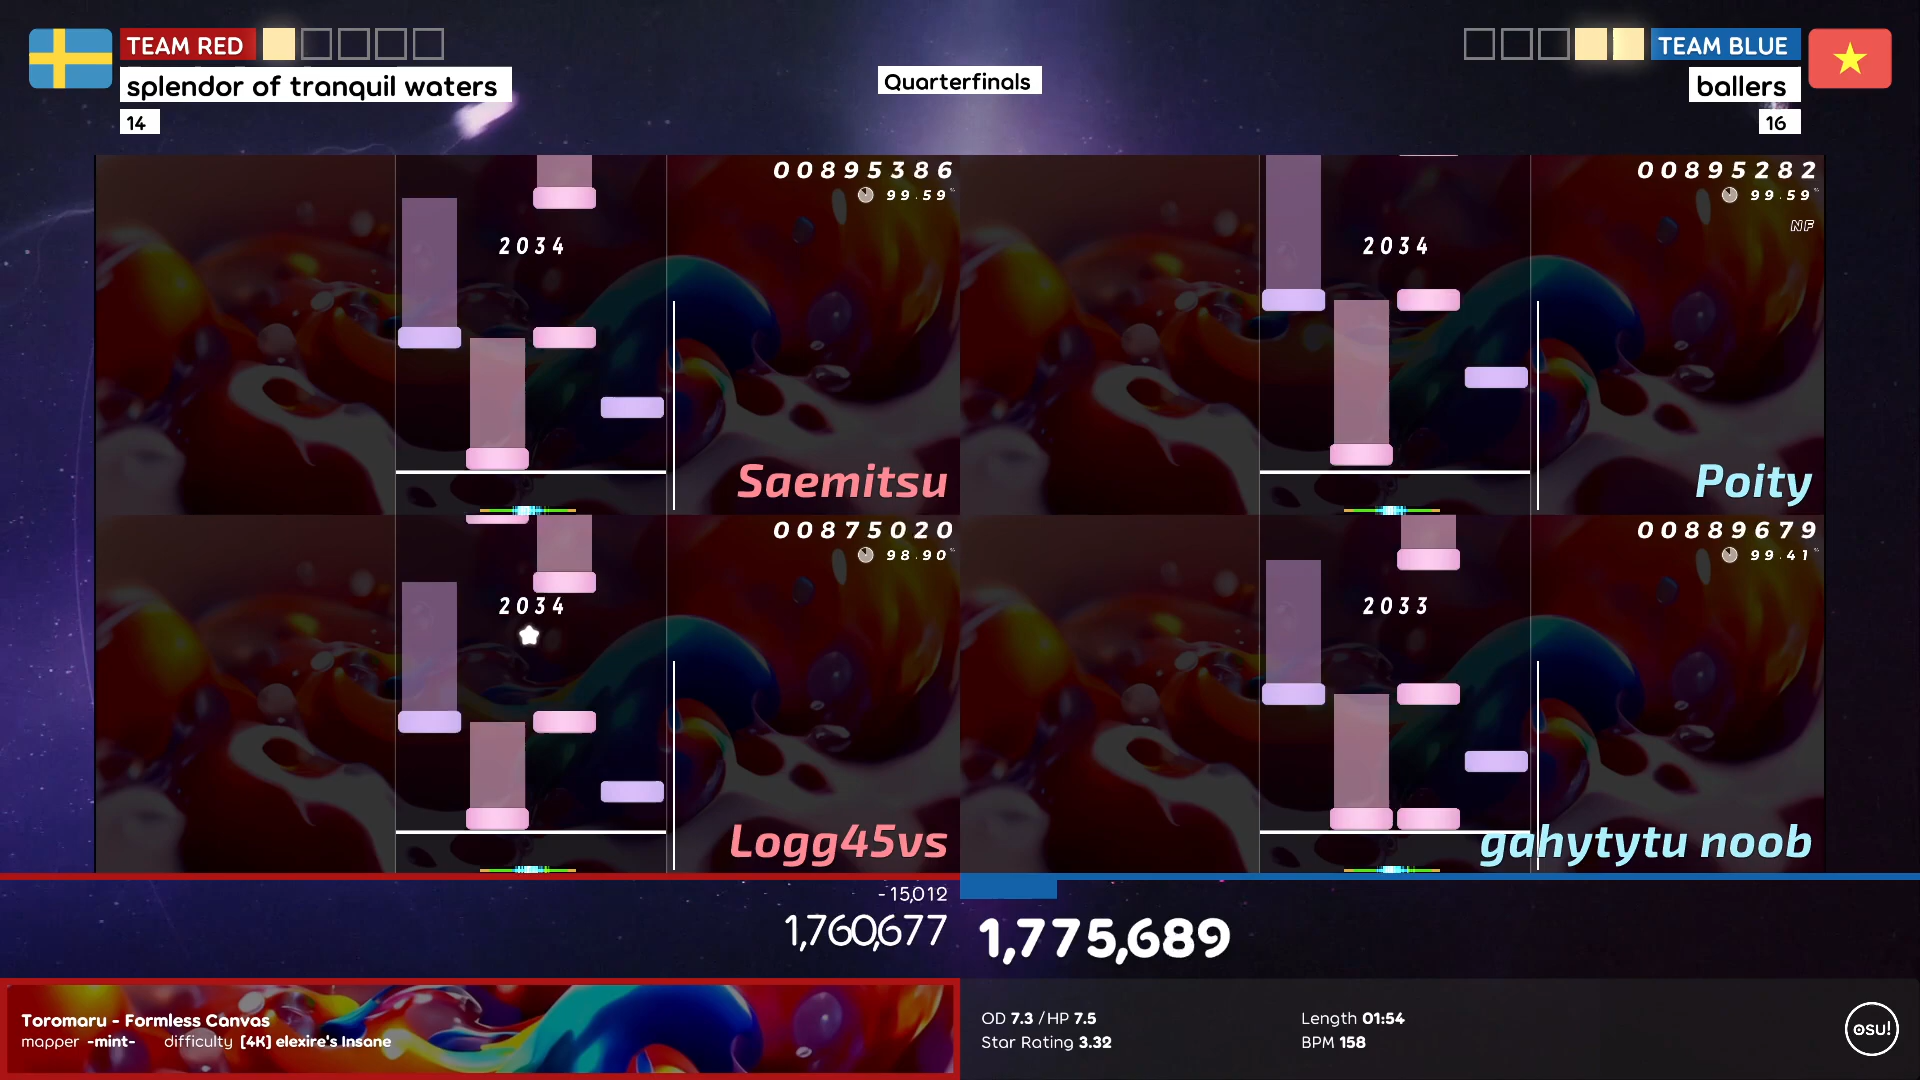 TEAM RED
splendor of tranquil waters
14
Quarterfinals
TEAM BLUE
ballers
16
00895386
99.59%
2034
Saemitsu
00895282
99.59%
NF
2034
Poity
00875020
98.90%
2034
Logg45vs
00889679
99.41%
2033
gahytytu noob
-15,012
1,760,677
1,775,689
Toromaru - Formless Canvas
mapper -mint- difficulty [4K] elexire's Insane
OD 7.3 / HP 7.5
Star Rating 3.32
Length 01:54
BPM 158
osu!